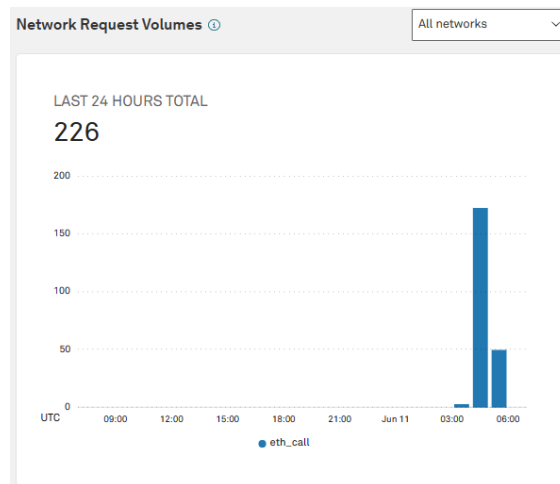 Network Request Volumes
All networks
LAST 24 HOURS TOTAL
226
200
150
100
50
0
UTC 09:00 12:00 15:00 18:00 21:00 Jun 11 03:00 06:00
eth_call